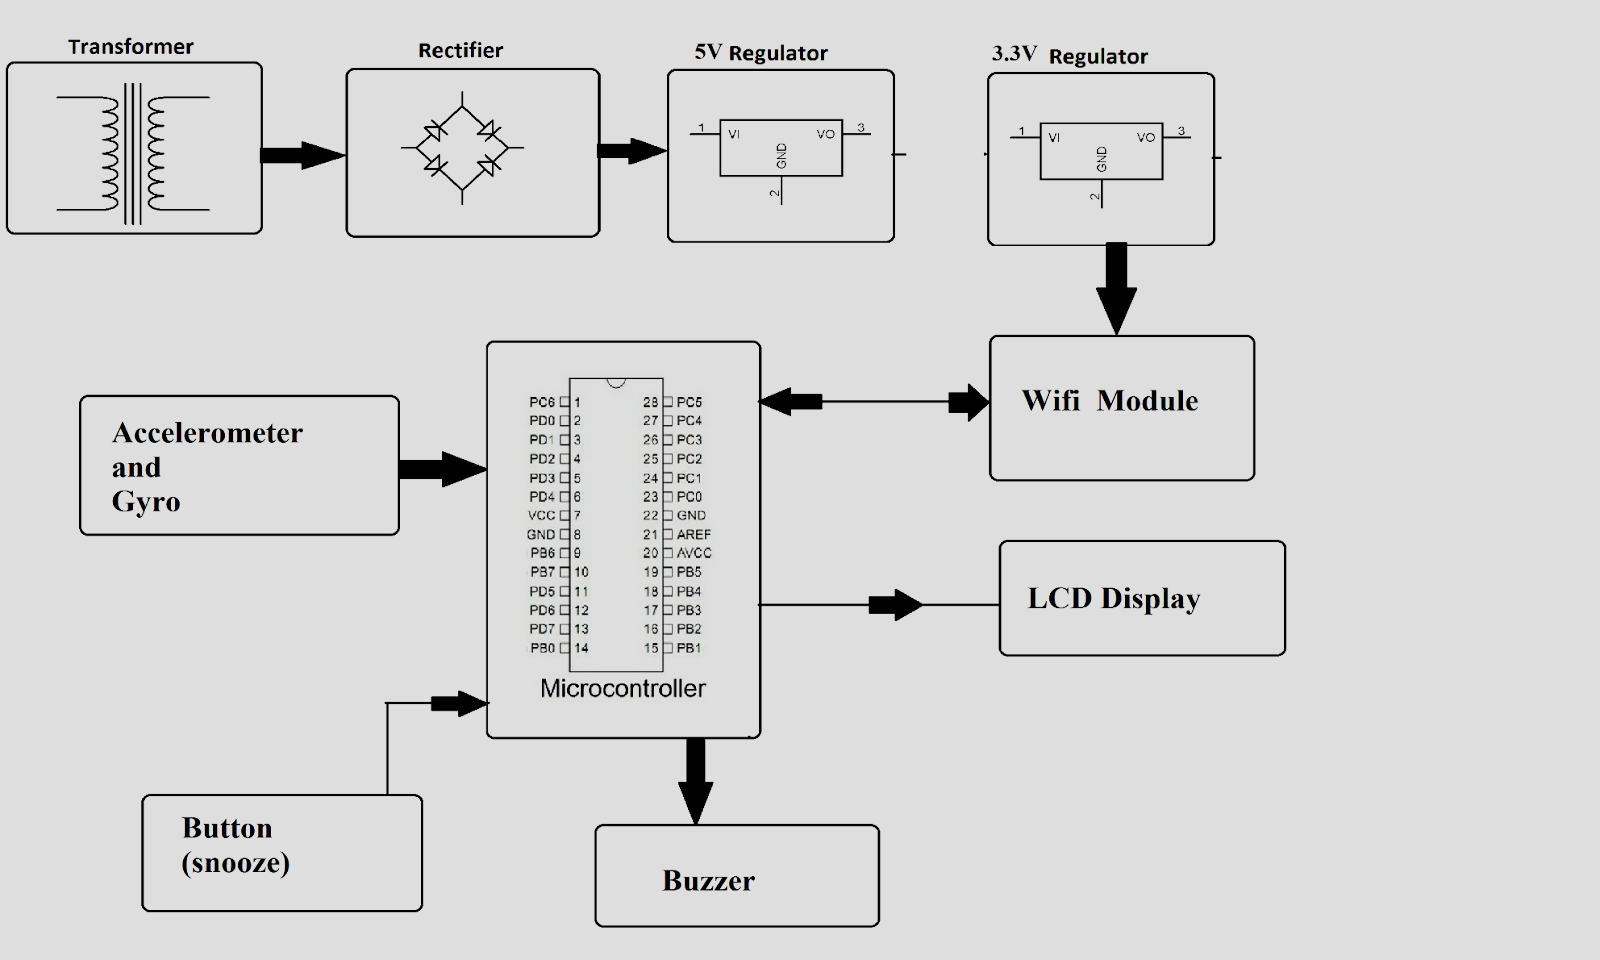 Transformer
Rectifier
5V Regulator
3.3V Regulator
1 VI VO 3
GND
2
1 VI VO 3
GND
2
Wifi Module
Accelerometer
and
Gyro
PC6 1 28 PC5
PD0 2 27 PC4
PD1 3 26 PC3
PD2 4 25 PC2
PD3 5 24 PC1
PD4 6 23 PC0
VCC 7 22 GND
GND 8 21 AREF
PB6 9 20 AVCC
PB7 10 19 PB5
PD5 11 18 PB4
PD6 12 17 PB3
PD7 13 16 PB2
PB0 14 15 PB1
Microcontroller
LCD Display
Button
(snooze)
Buzzer